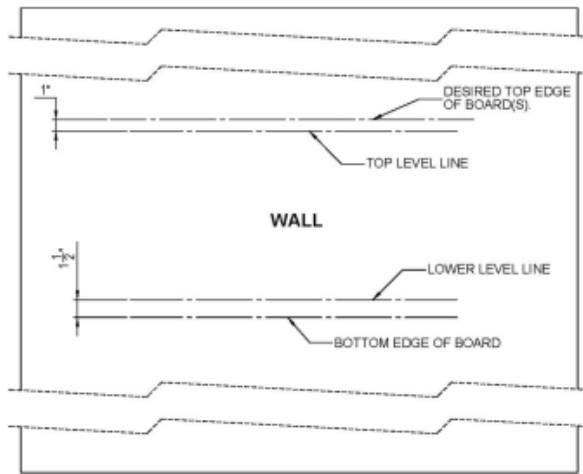 1"
DESIRED TOP EDGE
OF BOARD(S).
TOP LEVEL LINE
WALL
1 1/2"
LOWER LEVEL LINE
BOTTOM EDGE OF BOARD